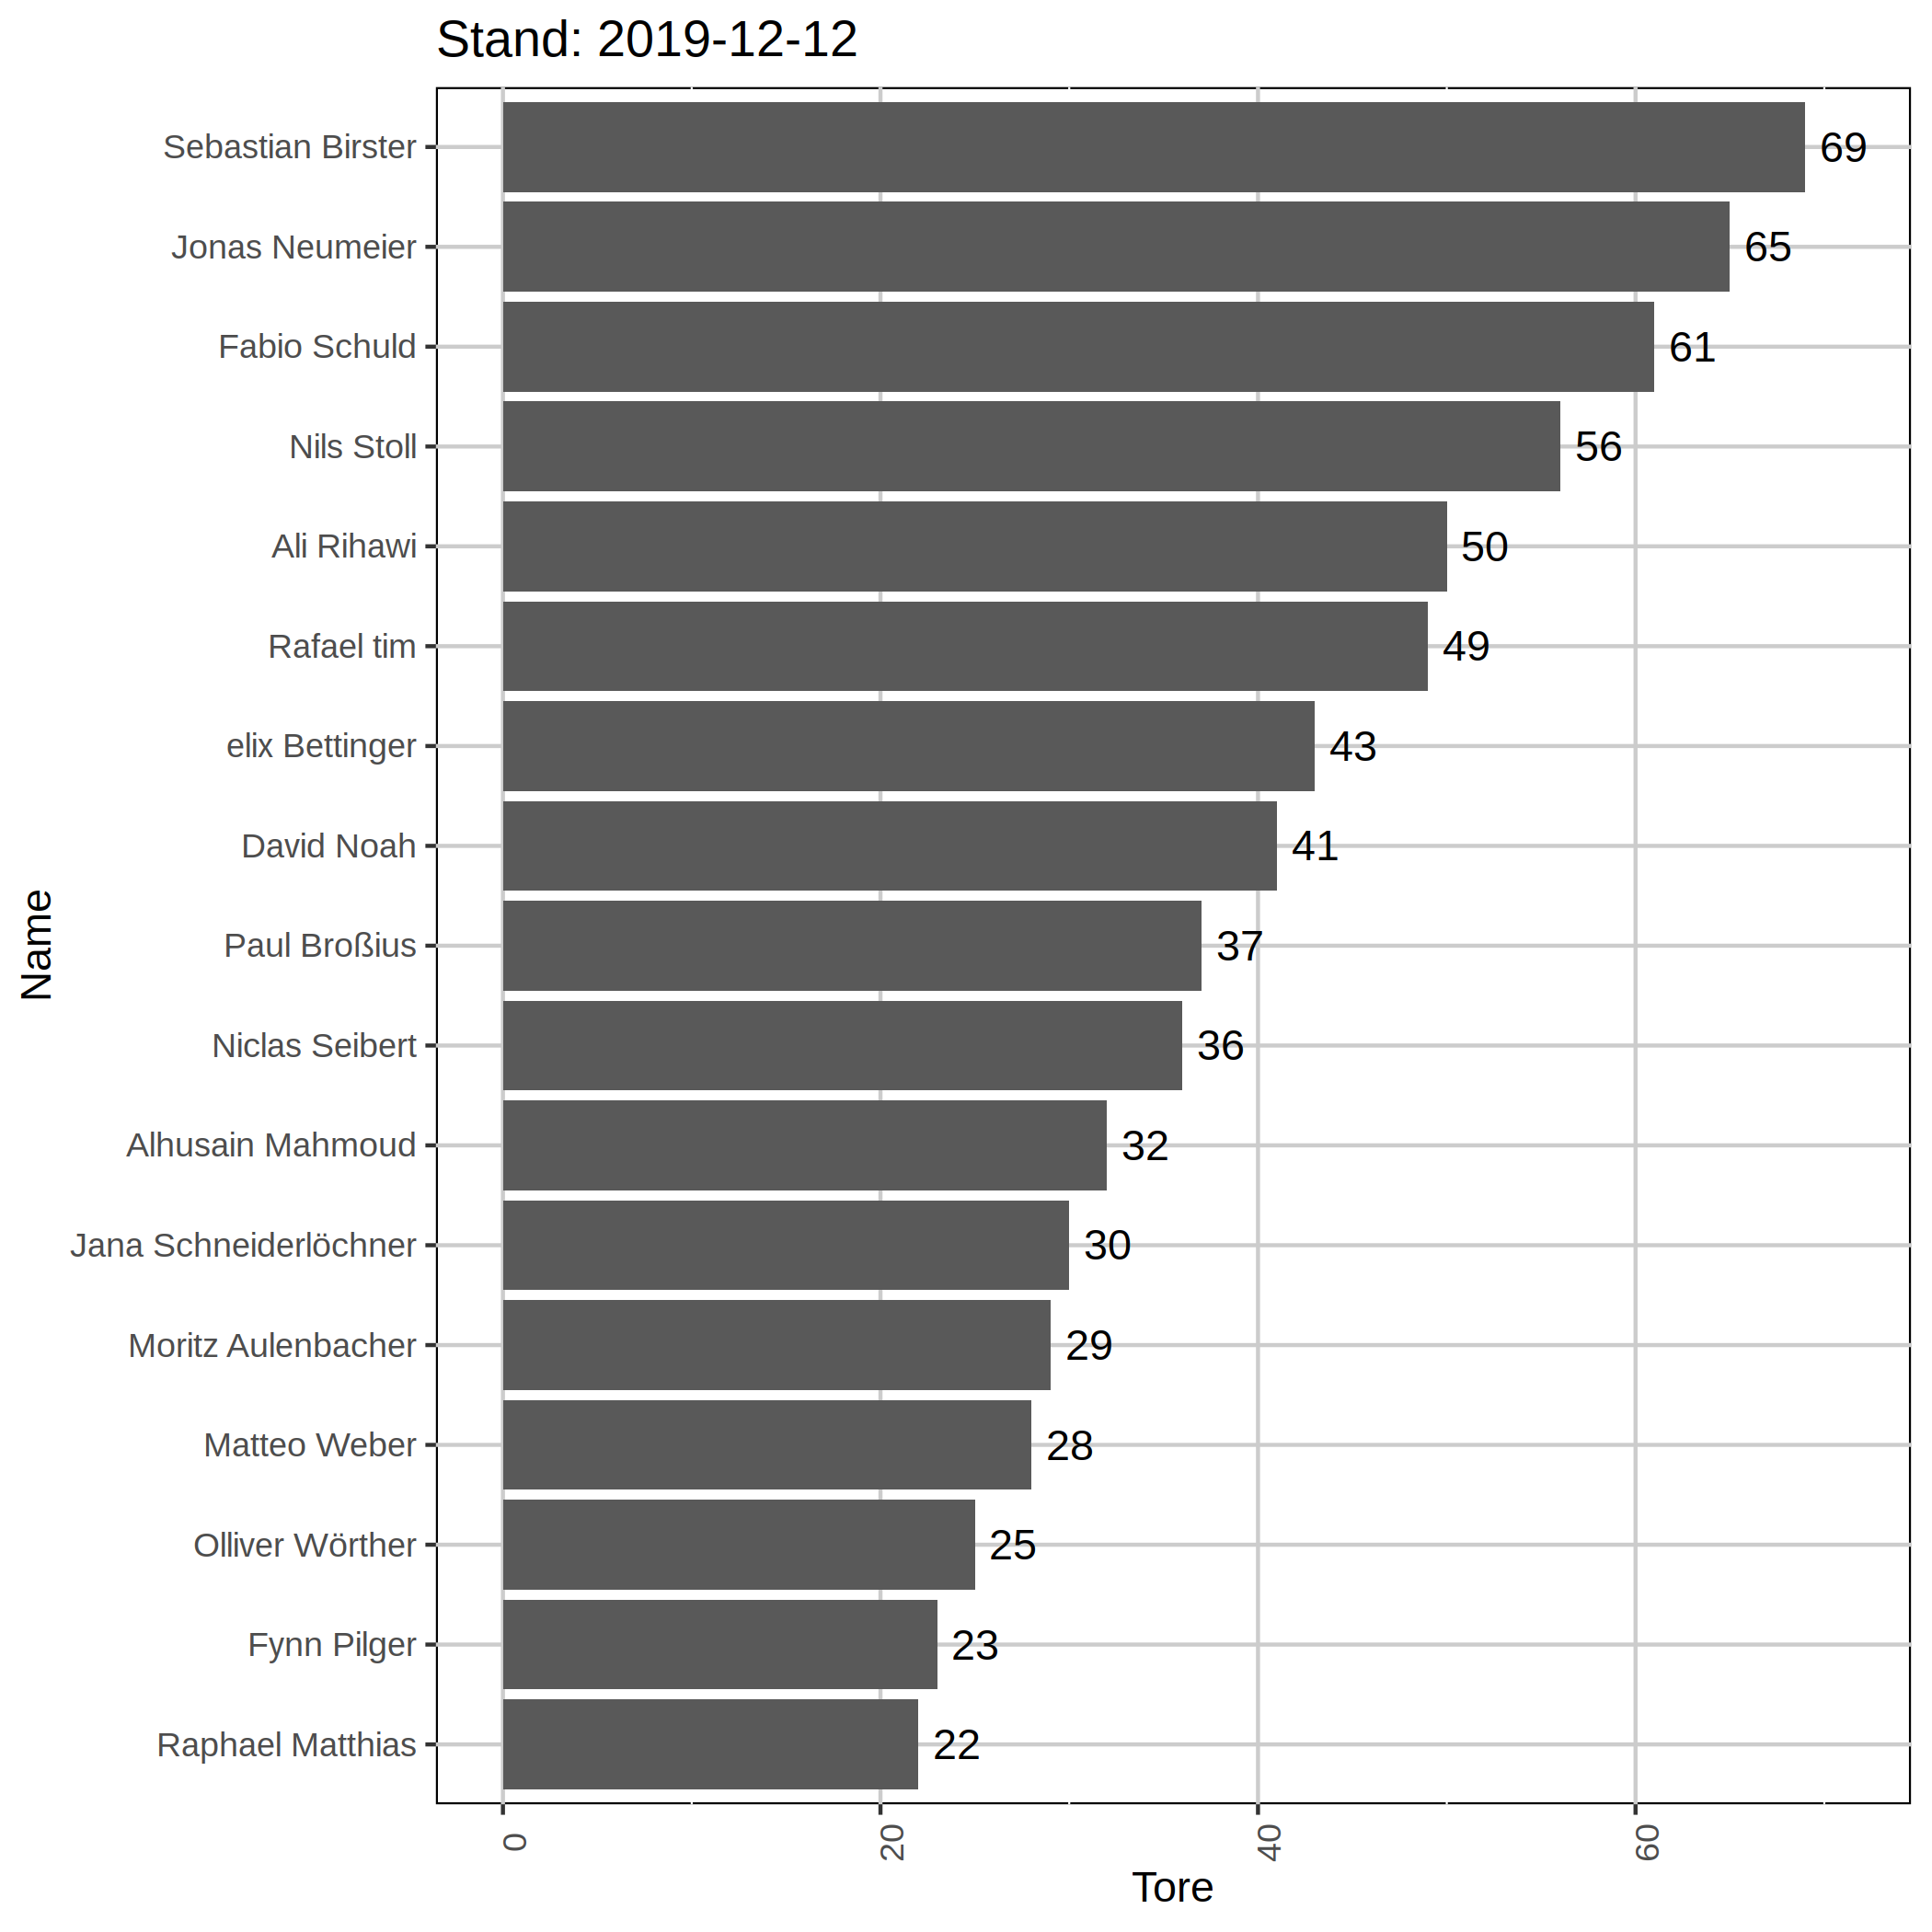 Stand: 2019-12-12
Sebastian Birster 69
Jonas Neumeier 65
Fabio Schuld 61
Nils Stoll 56
Ali Rihawi 50
Rafael tim 49
elix Bettinger 43
David Noah 41
Paul Broßius 37
Niclas Seibert 36
Alhusain Mahmoud 32
Jana Schneiderlöchner 30
Moritz Aulenbacher 29
Matteo Weber 28
Olliver Wörther 25
Fynn Pilger 23
Raphael Matthias 22
Name
0 20 40 60
Tore